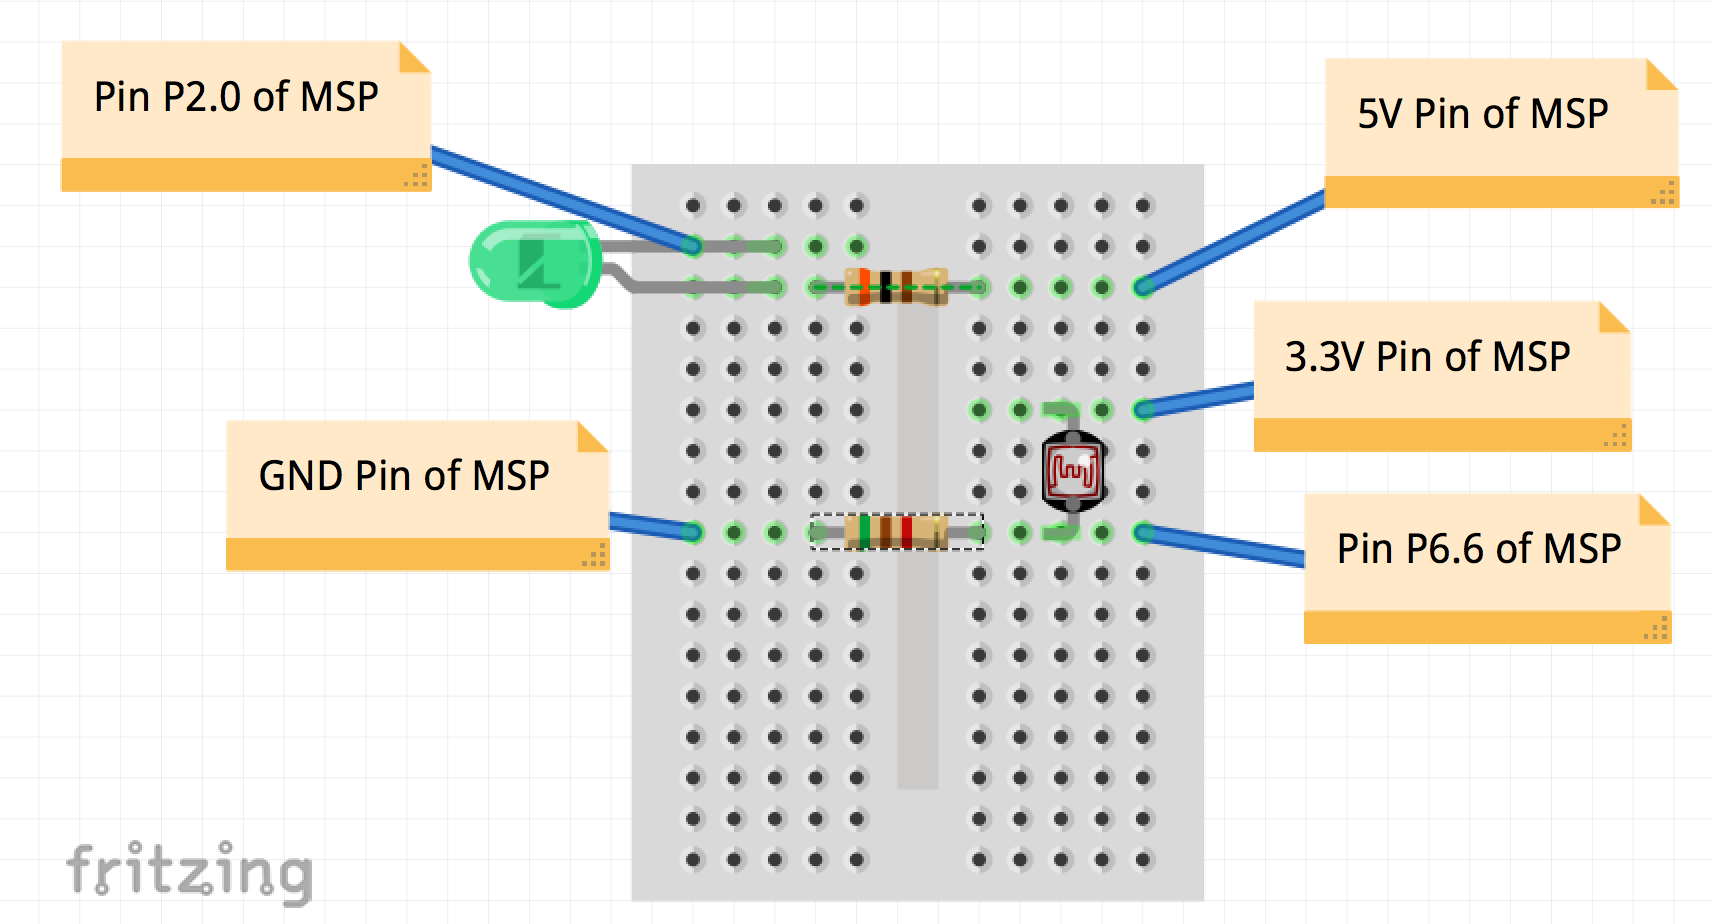 Pin P2.0 of MSP
5V Pin of MSP
3.3V Pin of MSP
GND Pin of MSP
Pin P6.6 of MSP
fritzing